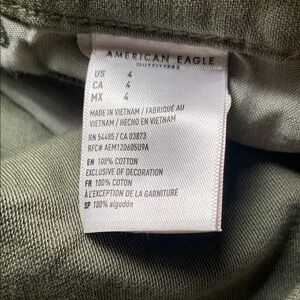 AMERICAN EAGLE
OUTFITTERS
US 4
CA 4
MX 4
MADE IN VIETNAM / FABRIQUÉ AU
VIETNAM / HECHO EN VIETNAM
RN 54485 / CA 03873
RFC# AEM120605U9A
EN 100% COTTON
EXCLUSIVE OF DECORATION
FR 100% COTON
À L'EXCEPTION DE LA GARNITURE
SP 100% algodón